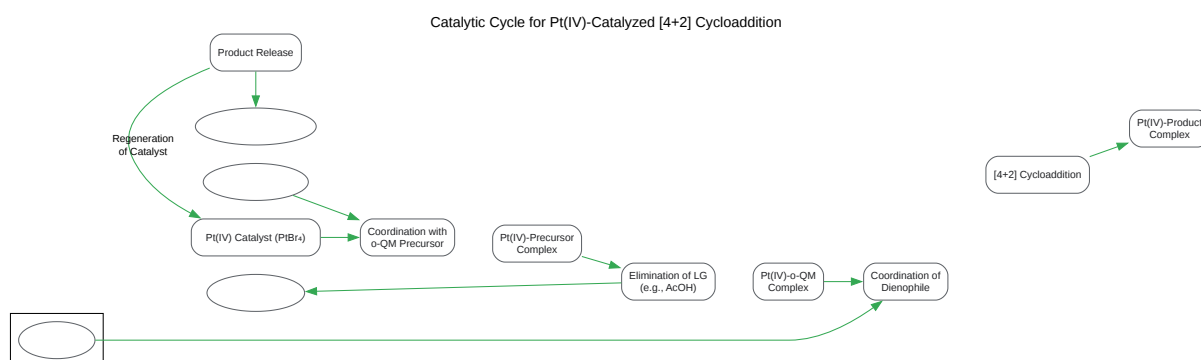 Catalytic Cycle for Pt(IV)-Catalyzed [4+2] Cycloaddition
Product Release
Regeneration
of Catalyst
Pt(IV) Catalyst (PtBr₄)
Coordination with
o-QM Precursor
Pt(IV)-Precursor
Complex
Elimination of LG
(e.g., AcOH)
Pt(IV)-o-QM
Complex
Coordination of
Dienophile
[4+2] Cycloaddition
Pt(IV)-Product
Complex